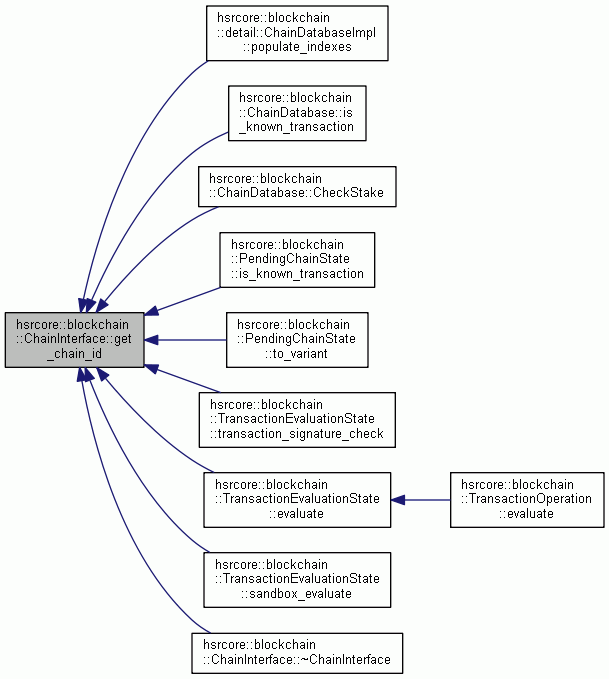 hsrcore::blockchain
::detail::ChainDatabaseImpl
::populate_indexes
hsrcore::blockchain
::ChainDatabase::is
_known_transaction
hsrcore::blockchain
::ChainDatabase::CheckStake
hsrcore::blockchain
::PendingChainState
::is_known_transaction
hsrcore::blockchain
::ChainInterface::get
_chain_id
hsrcore::blockchain
::PendingChainState
::to_variant
hsrcore::blockchain
::TransactionEvaluationState
::transaction_signature_check
hsrcore::blockchain
::TransactionEvaluationState
::evaluate
hsrcore::blockchain
::TransactionOperation
::evaluate
hsrcore::blockchain
::TransactionEvaluationState
::sandbox_evaluate
hsrcore::blockchain
::ChainInterface::~ChainInterface